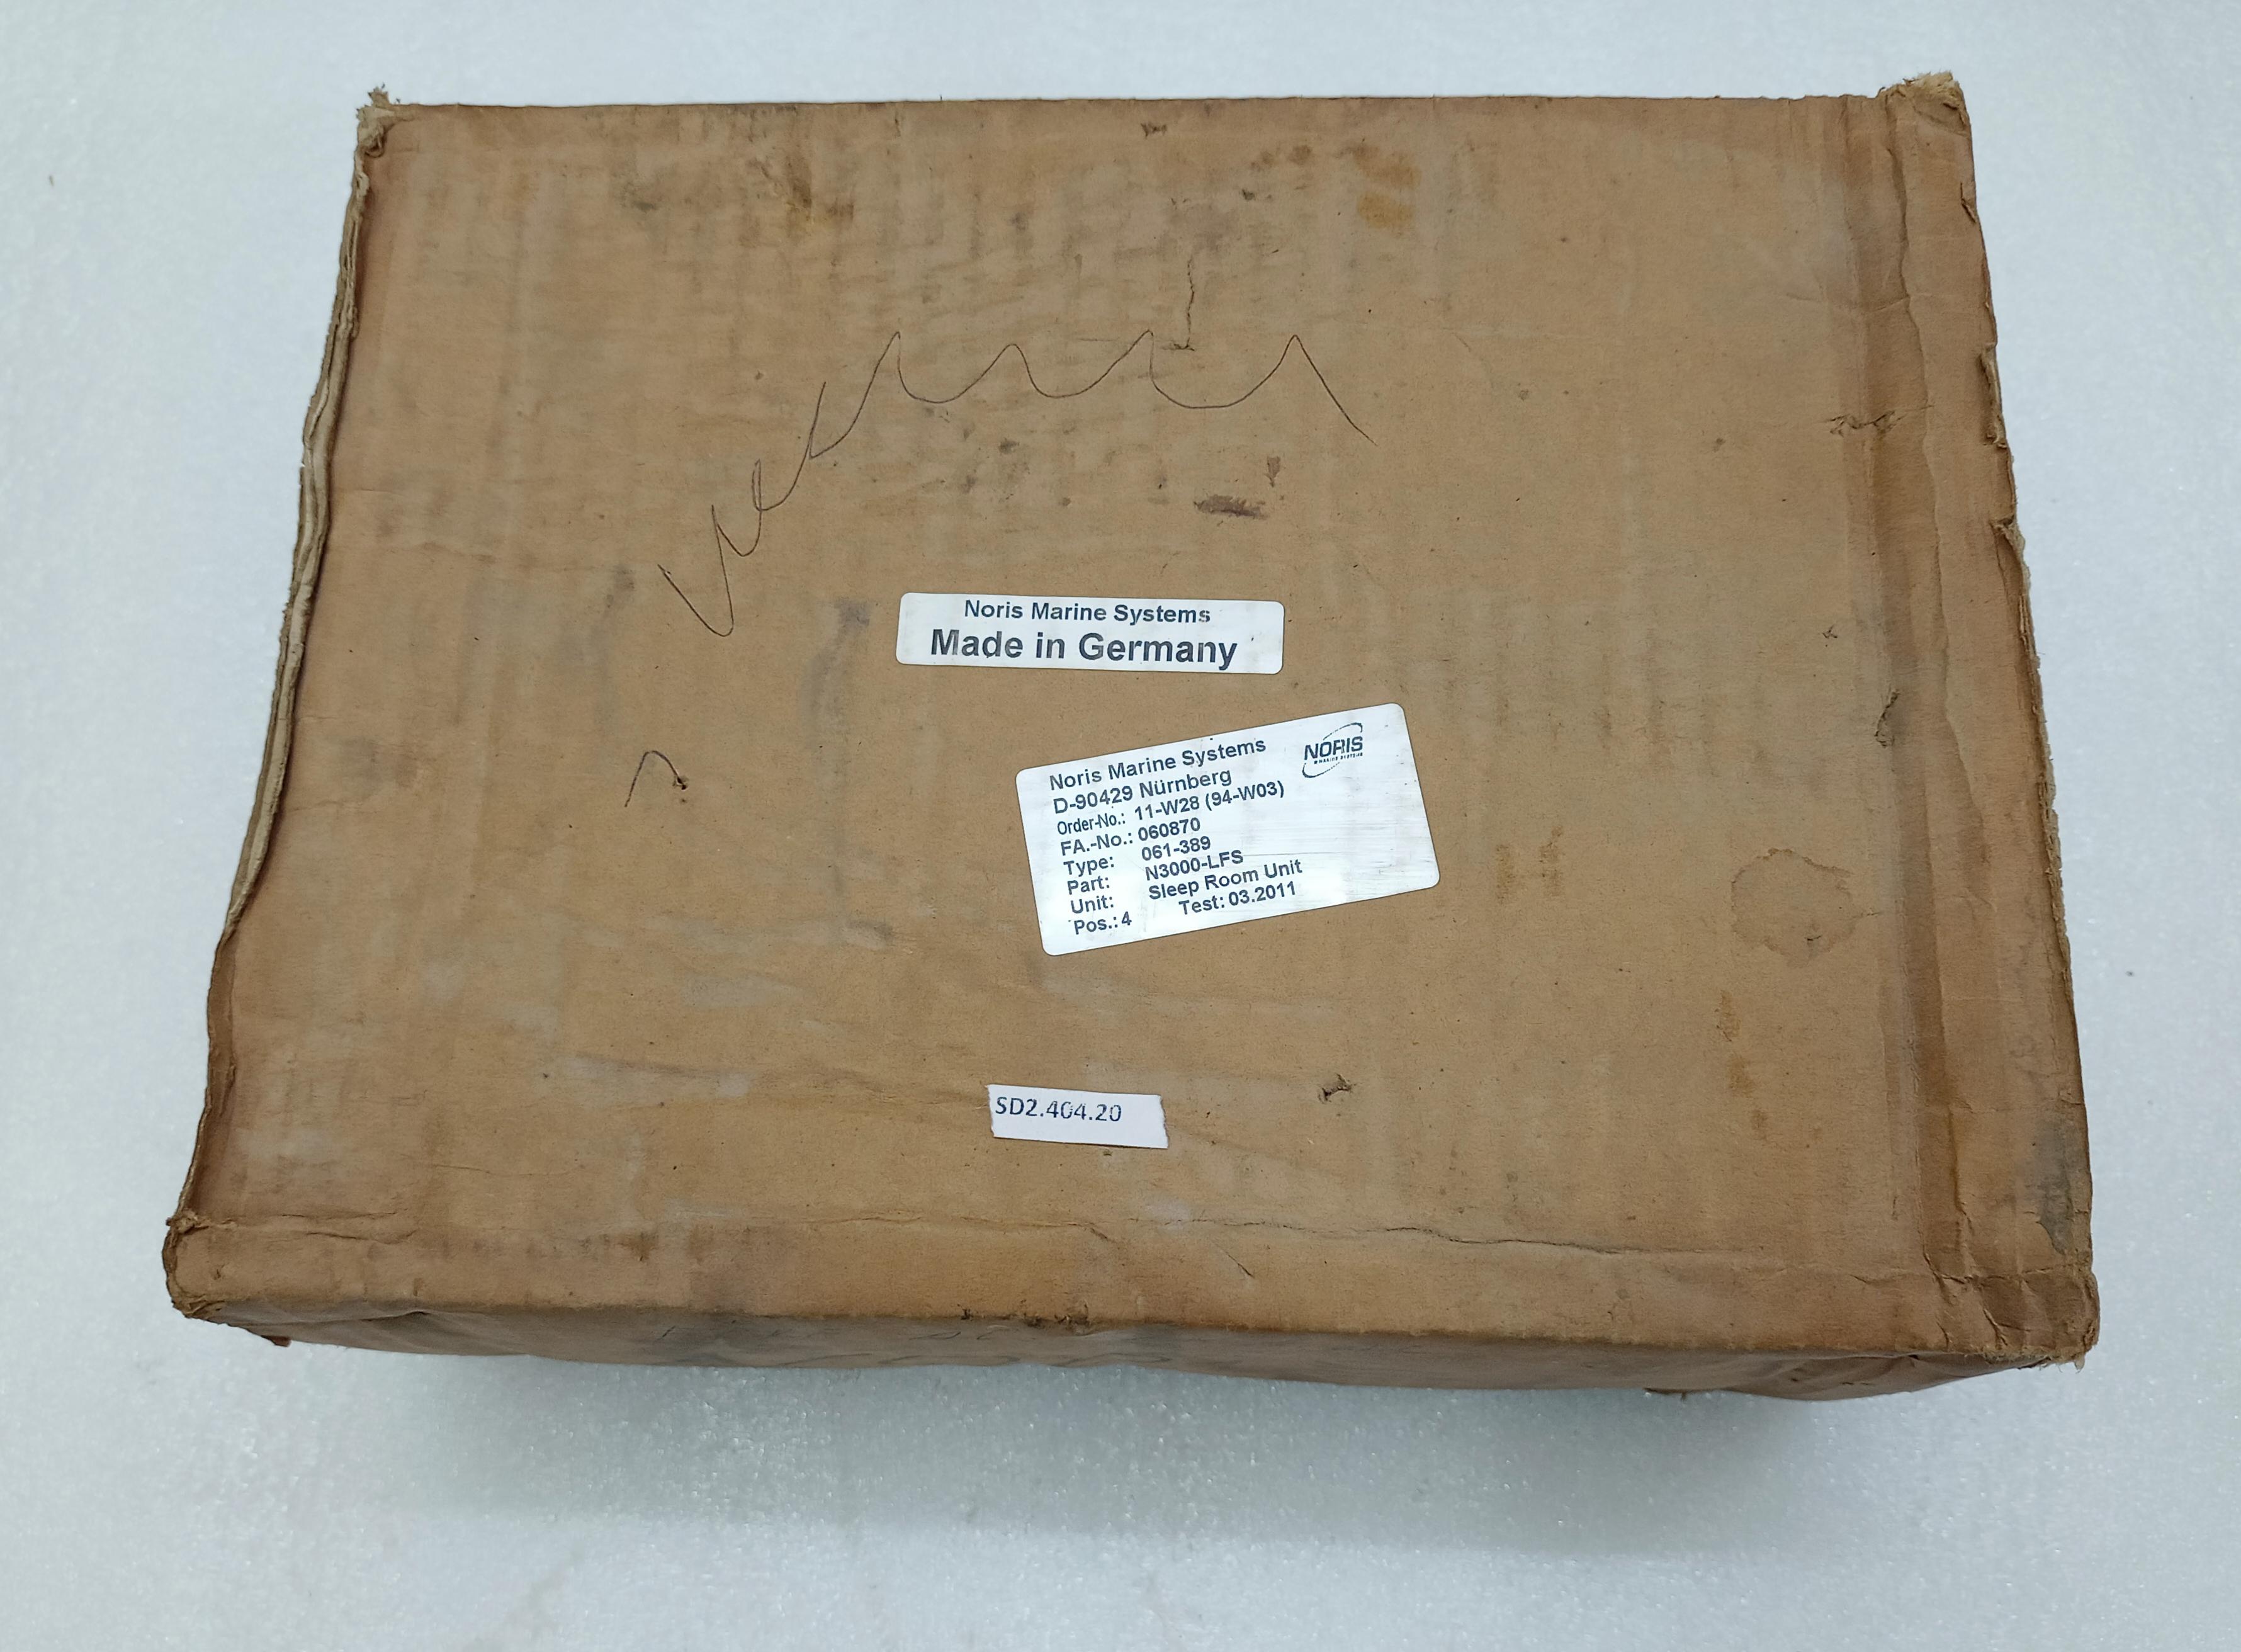 Noris Marine Systems
Made in Germany
Noris Marine Systems
NORIS
MARINE SYSTEMS
D-90429 Nürnberg
Order-No.: 11-W28 (94-W03)
FA.-No.: 060870
Type: 061-389
Part: N3000-LFS
Unit: Sleep Room Unit
Pos.: 4 Test: 03.2011
SD2.404.20